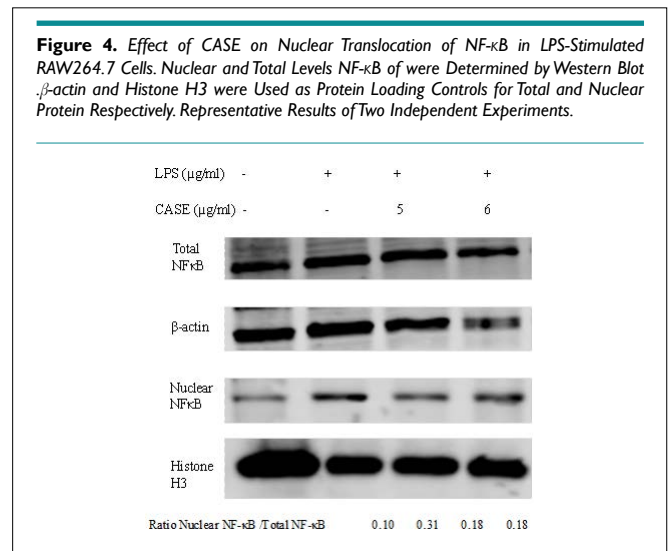 Figure 4. Effect of CASE on Nuclear Translocation of NF-κB in LPS-Stimulated
RAW264.7 Cells. Nuclear and Total Levels NF-κB of were Determined by Western Blot
.β-actin and Histone H3 were Used as Protein Loading Controls for Total and Nuclear
Protein Respectively. Representative Results of Two Independent Experiments.
LPS (µg/ml) - + + +
CASE (µg/ml) - - 5 6
Total
NFκB
β-actin
Nuclear
NFκB
Histone
H3
Ratio Nuclear NF-κB /Total NF-κB 0.10 0.31 0.18 0.18